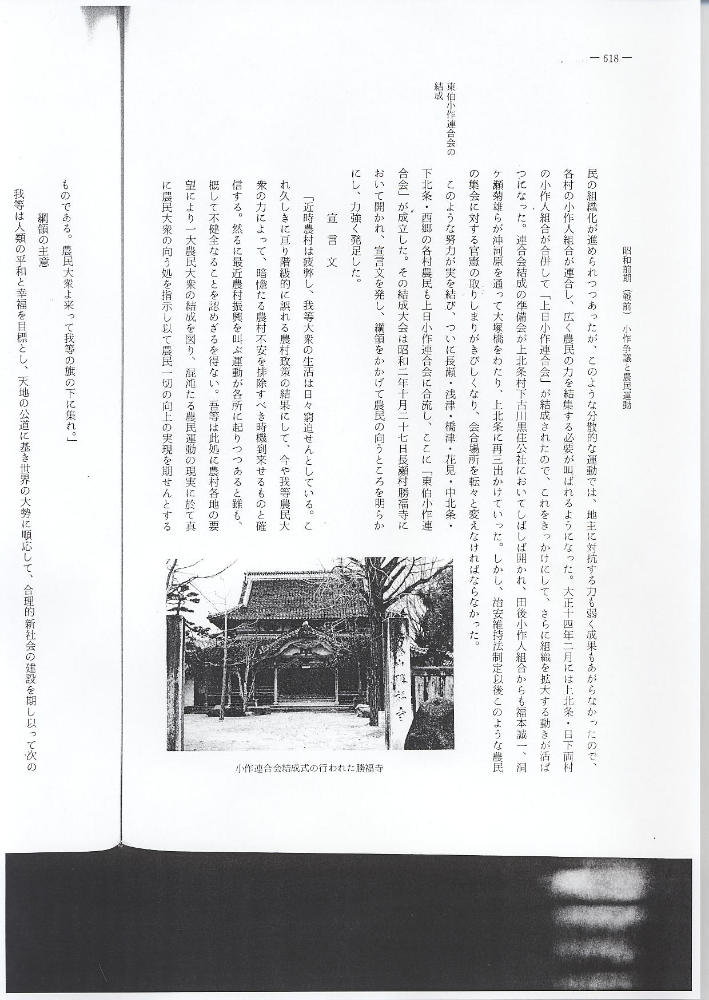 ― 618 ―
昭和前期（戦前）　小作争議と農民運動
民の組織化が進められつつあったが、このような分散的な運動では、地主に対抗する力も弱く成果もあがらなかったので、
各村の小作人組合が連合し、広く農民の力を結集する必要が叫ばれるようになった。大正十四年二月には上北条・日下両村
の小作人組合が合併して「上日小作連合会」が結成されたので、これをきっかけにして、さらに組織を拡大する動きが活ぱ
つになった。連合会結成の準備会が上北条村下古川黒住公社においてしばしば開かれ、田後小作人組合からも福本誠一、洞
ケ瀬菊雄らが沖河原を通って大塚橋をわたり、上北条に再三出かけていった。しかし、治安維持法制定以後このような農民
の集会に対する官憲の取りしまりがきびしくなり、会合場所を転々と変えなければならなかった。
東伯小作連合会の
結成
このような努力が実を結び、ついに長瀬・浅津・橋津・花見・中北条・
下北条・西郷の各村農民も上日小作連合会に合流し、ここに「東伯小作連
合会」が成立した。その結成大会は昭和二年十月二十七日長瀬村勝福寺に
おいて開かれ、宣言文を発し、綱領をかかげて農民の向うところを明らか
にし、力強く発足した。
宣　言　文
「近時農村は疲弊し、我等大衆の生活は日々窮迫せんとしている。こ
れ久しきに亘り階級的に誤れる農村政策の結果にして、今や我等農民大
衆の力によって、暗憺たる農村不安を排除すべき時機到来せるものと確
信する。然るに最近農村振興を叫ぶ運動が各所に起りつつあると雖も、
概して不健全なることを認めざるを得ない。吾等は此処に農村各地の要
望により一大農民大衆の結成を図り、混沌たる農民運動の現実に於て真
に農民大衆の向う処を指示し以て農民一切の向上の実現を期せんとする
山勝福寺
小作連合会結成式の行われた勝福寺
ものである。農民大衆よ来って我等の旗の下に集れ。」
綱領の主意
我等は人類の平和と幸福を目標とし、天地の公道に基き世界の大勢に順応して、合理的新社会の建設を期し以って次の